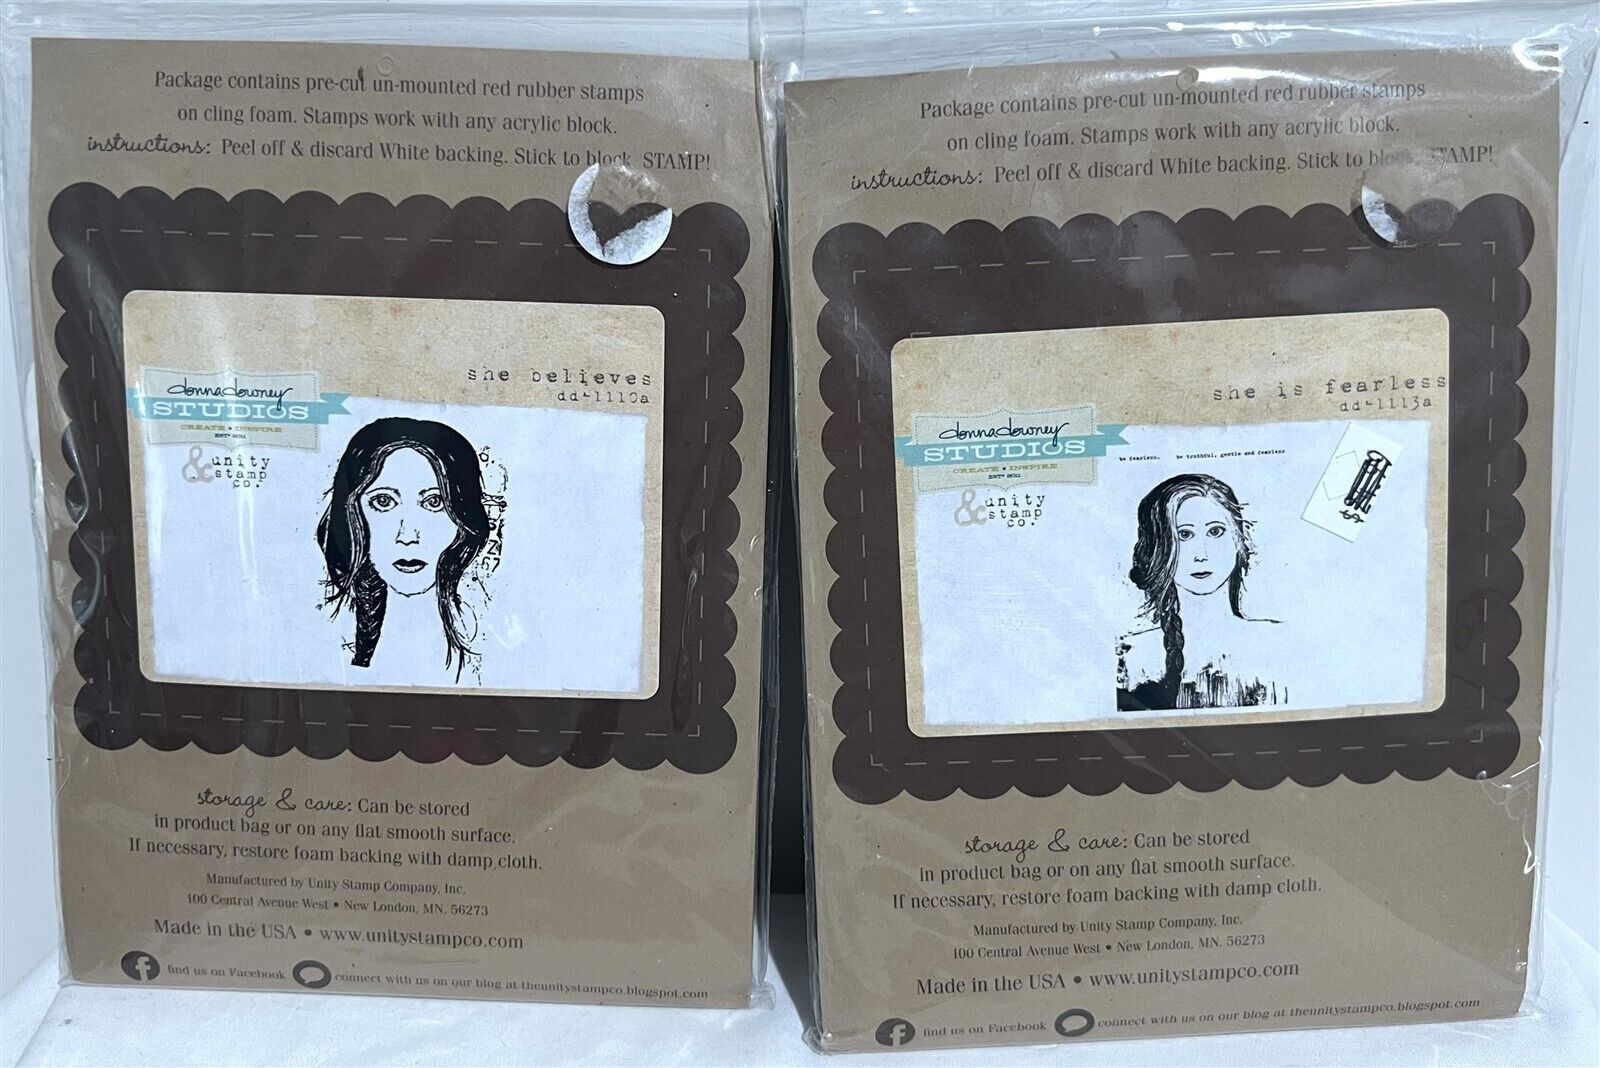 Package contains pre-cut un-mounted red rubber stamps
on cling foam. Stamps work with any acrylic block.
instructions: Peel off & discard White backing. Stick to block. STAMP!
she believes
dd-1110a
donna downey
STUDIOS
CREATE • INSPIRE
EST^D 2011
& unity
stamp
co.
storage & care: Can be stored
in product bag or on any flat smooth surface.
If necessary, restore foam backing with damp cloth.
Manufactured by Unity Stamp Company, Inc.
100 Central Avenue West • New London, MN. 56273
Made in the USA • www.unitystampco.com
f find us on Facebook connect with us on our blog at theunitystampco.blogspot.com
Package contains pre-cut un-mounted red rubber stamps
on cling foam. Stamps work with any acrylic block.
instructions: Peel off & discard White backing. Stick to block. STAMP!
she is fearless
dd-1113a
donna downey
STUDIOS
CREATE • INSPIRE
EST^D 2011
be fearless. be truthful, gentle and fearless
& unity
stamp
co.
storage & care: Can be stored
in product bag or on any flat smooth surface.
If necessary, restore foam backing with damp cloth.
Manufactured by Unity Stamp Company, Inc.
100 Central Avenue West • New London, MN. 56273
Made in the USA • www.unitystampco.com
f find us on Facebook connect with us on our blog at theunitystampco.blogspot.com